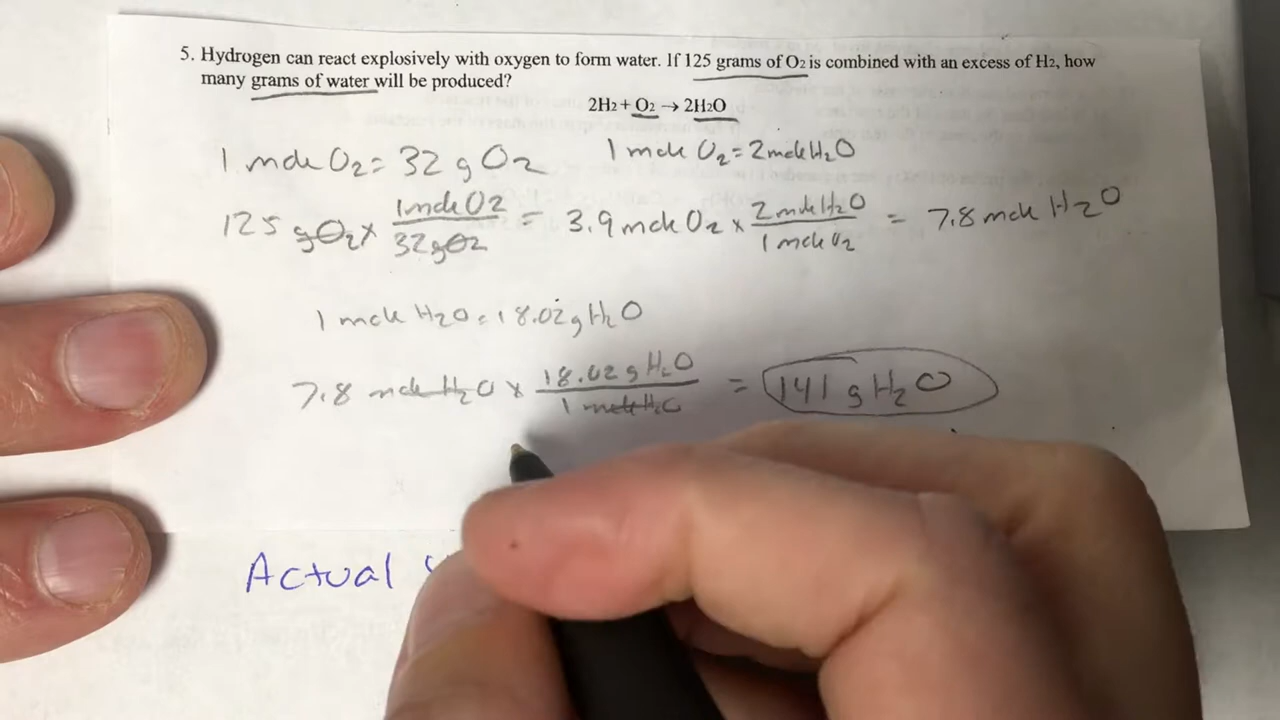 5. Hydrogen can react explosively with oxygen to form water. If 125 grams of O2 is combined with an excess of H2, how
many grams of water will be produced?
2H2 + O2 → 2H2O
1 mole O2 = 32 g O2
1 mole O2 = 2 mole H2O
125 gO2 x 1 mole O2 / 32 gO2 = 3.9 mole O2 x 2 mole H2O / 1 mole O2 = 7.8 mole H2O
1 mole H2O = 18.02 g H2O
7.8 mole H2O x 18.02 g H2O / 1 mole H2O = 141 g H2O
Actual